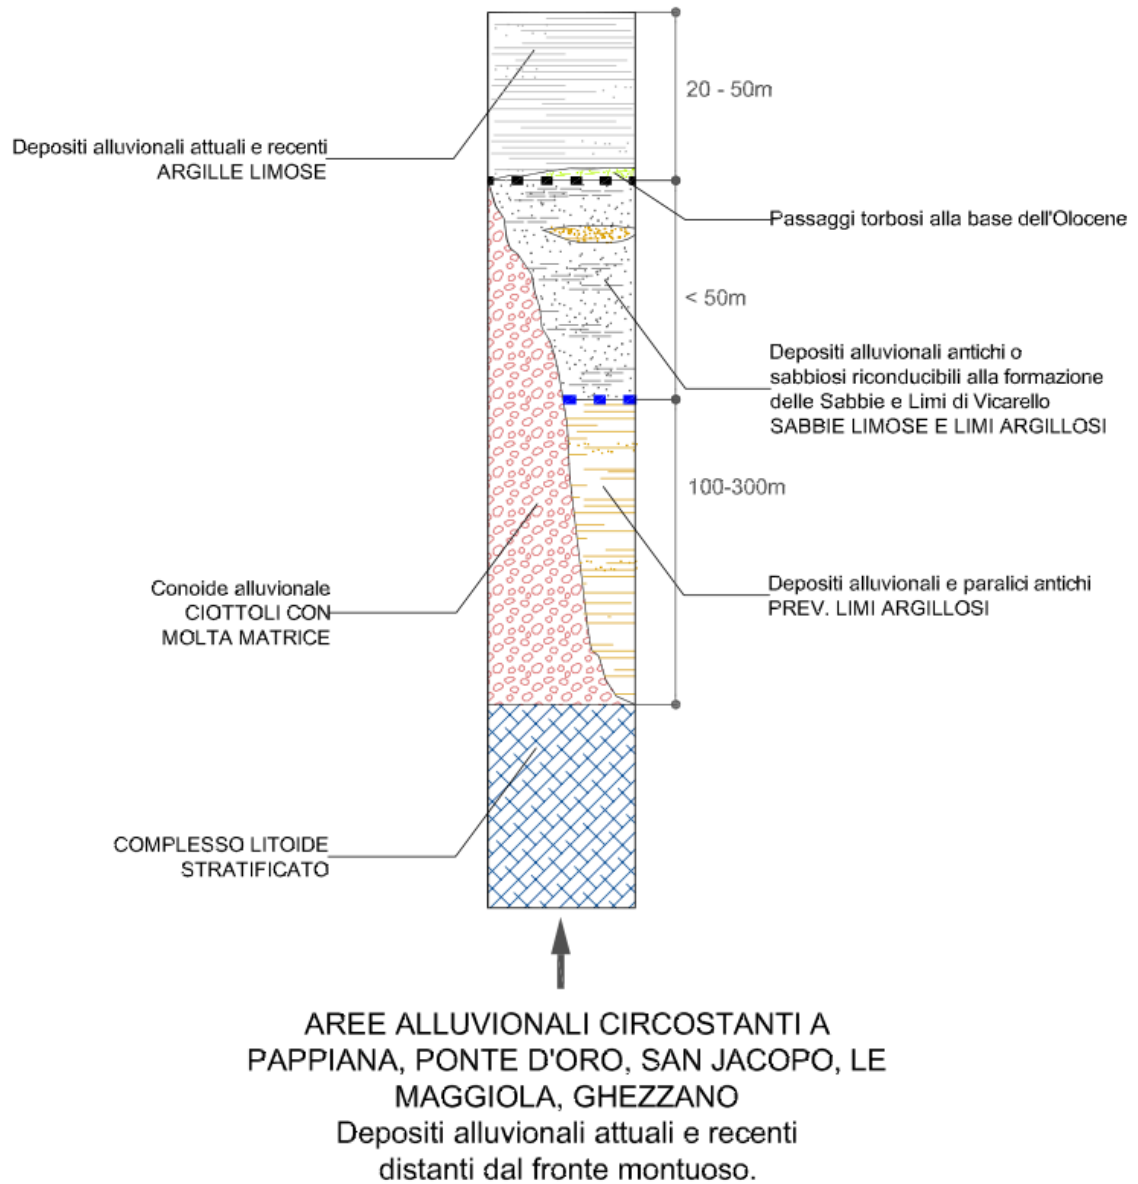 20 - 50m
Depositi alluvionali attuali e recenti
ARGILLE LIMOSE
Passaggi torbosi alla base dell'Olocene
< 50m
Depositi alluvionali antichi o
sabbiosi riconducibili alla formazione
delle Sabbie e Limi di Vicarello
SABBIE LIMOSE E LIMI ARGILLOSI
100-300m
Conoide alluvionale
CIOTTOLI CON
MOLTA MATRICE
Depositi alluvionali e paralici antichi
PREV. LIMI ARGILLOSI
COMPLESSO LITOIDE
STRATIFICATO
AREE ALLUVIONALI CIRCOSTANTI A
PAPPIANA, PONTE D'ORO, SAN JACOPO, LE
MAGGIOLA, GHEZZANO
Depositi alluvionali attuali e recenti
distanti dal fronte montuoso.